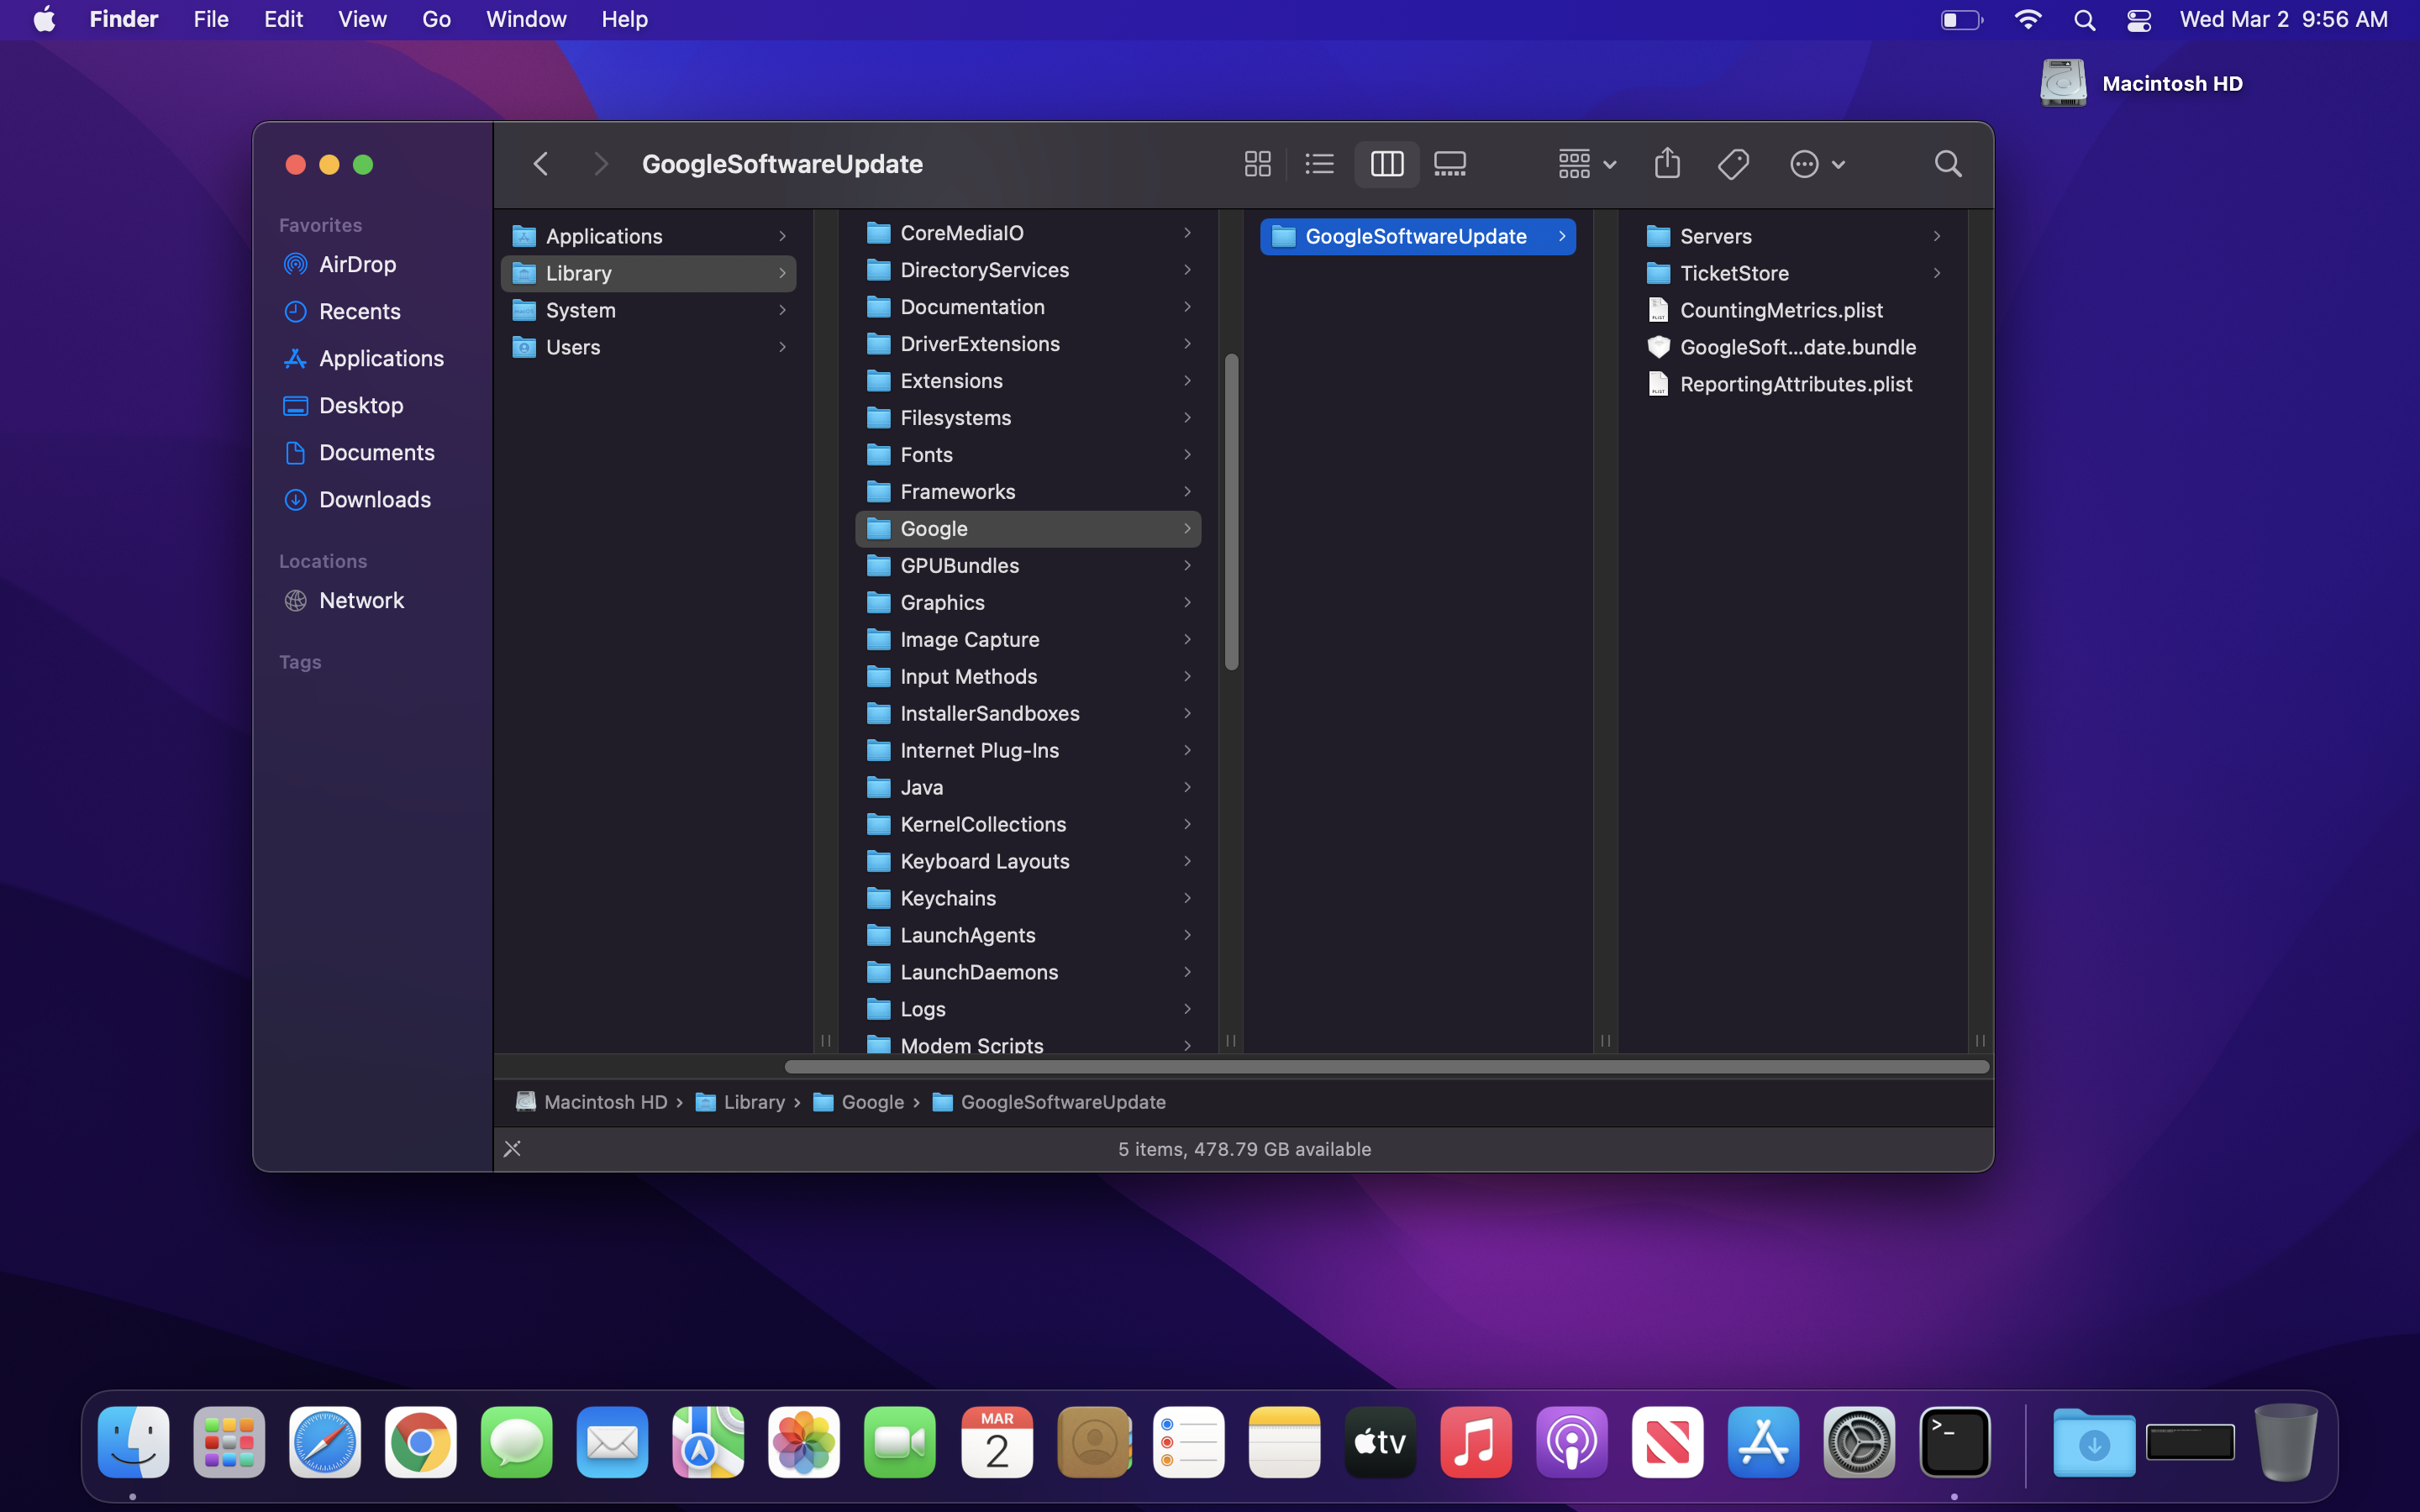 Finder File Edit View Go Window Help
Wed Mar 2 9:56 AM
Macintosh HD
GoogleSoftwareUpdate
Favorites
AirDrop
Recents
Applications
Desktop
Documents
Downloads
Locations
Network
Tags
Applications
Library
System
Users
CoreMediaIO
DirectoryServices
Documentation
DriverExtensions
Extensions
Filesystems
Fonts
Frameworks
Google
GPUBundles
Graphics
Image Capture
Input Methods
InstallerSandboxes
Internet Plug-Ins
Java
KernelCollections
Keyboard Layouts
Keychains
LaunchAgents
LaunchDaemons
Logs
Modem Scripts
GoogleSoftwareUpdate
Servers
TicketStore
CountingMetrics.plist
GoogleSoft...date.bundle
ReportingAttributes.plist
Macintosh HD › Library › Google › GoogleSoftwareUpdate
5 items, 478.79 GB available
MAR
2
tv
>_